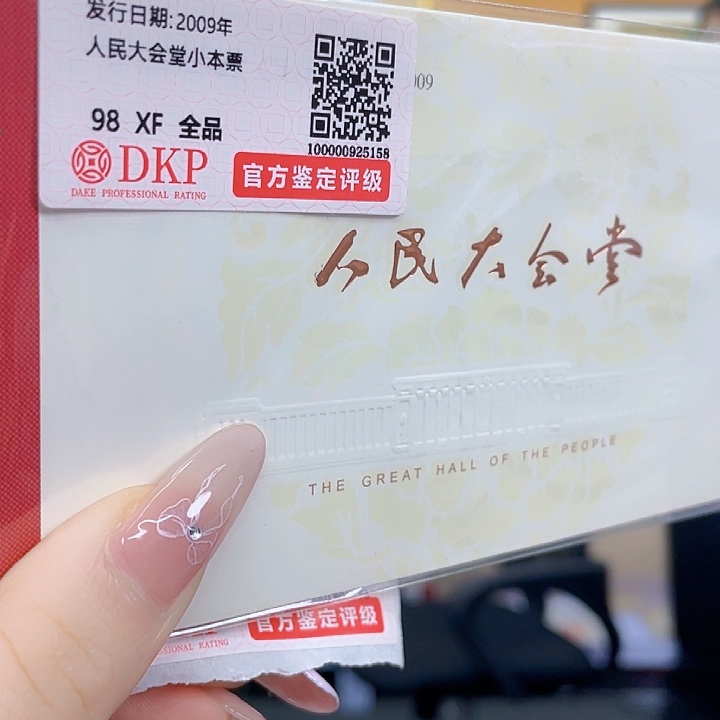 发行日期:2009年
人民大会堂小本票
98 XF 全品
100000925158
DKP
DAKE PROFESSIONAL RATING
官方鉴定评级
009
人民大会堂
THE GREAT HALL OF THE PEOPLE
官方鉴定评级
RATING